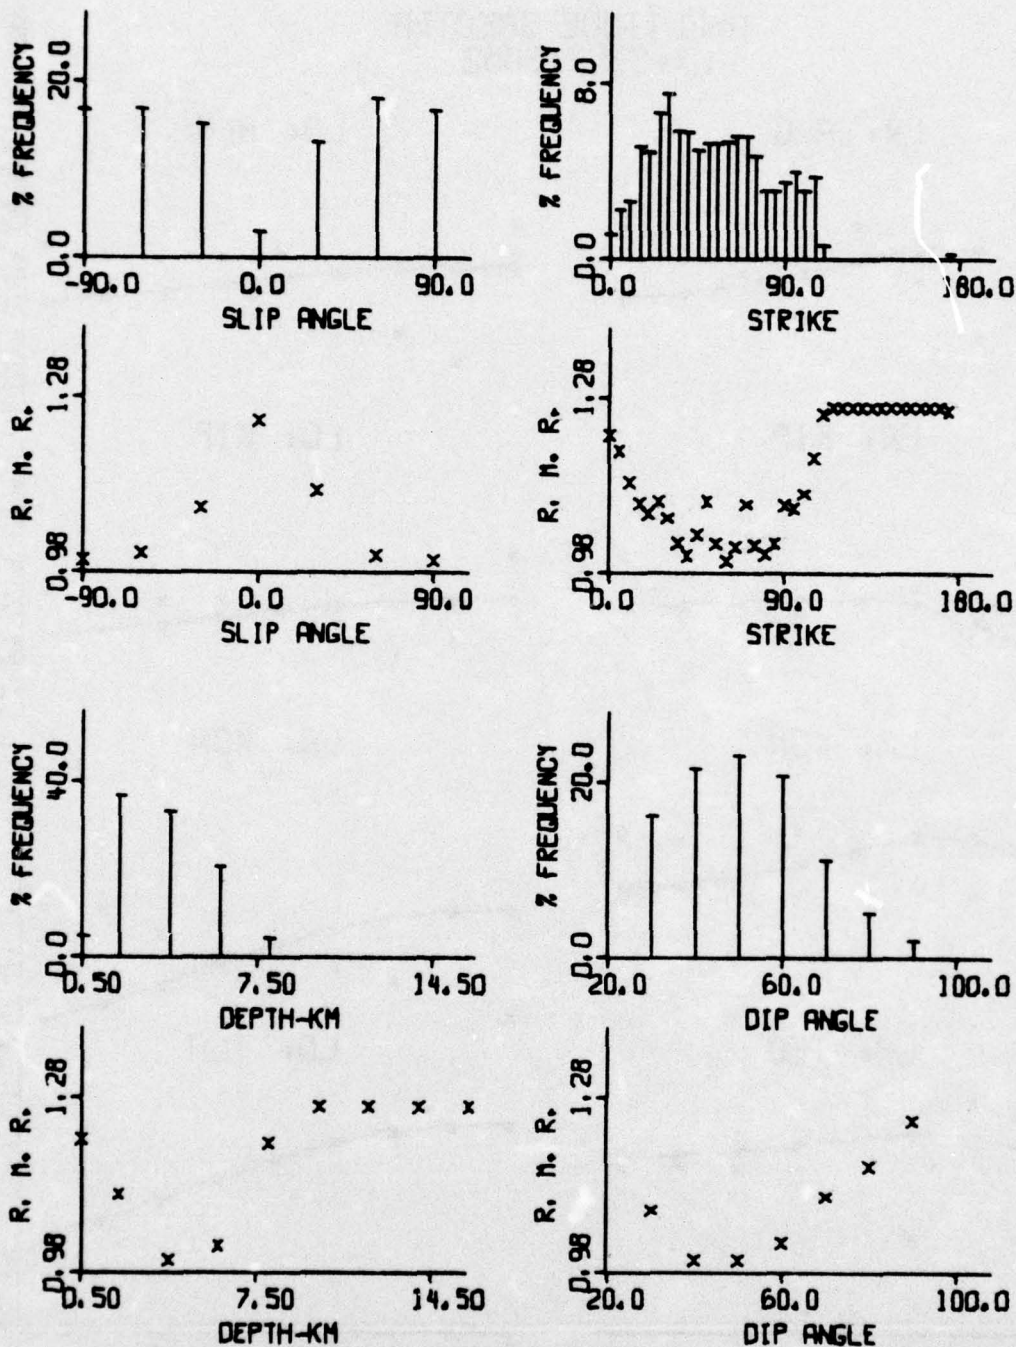 % FREQUENCY
20.0
0.0
-90.0 0.0 90.0
SLIP ANGLE
% FREQUENCY
8.0
0.0
0.0 90.0 180.0
STRIKE
R. M. R.
1.28
0.98
-90.0 0.0 90.0
SLIP ANGLE
R. M. R.
1.28
0.98
0.0 90.0 180.0
STRIKE
% FREQUENCY
40.0
0.0
0.50 7.50 14.50
DEPTH-KM
% FREQUENCY
20.0
0.0
20.0 60.0 100.0
DIP ANGLE
R. M. R.
1.28
0.98
0.50 7.50 14.50
DEPTH-KM
R. M. R.
1.28
0.98
20.0 60.0 100.0
DIP ANGLE